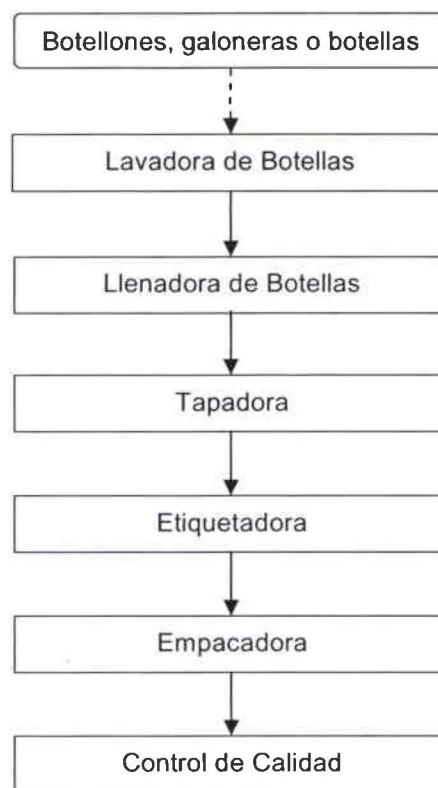 Botellones, galoneras o botellas
Lavadora de Botellas
Llenadora de Botellas
Tapadora
Etiquetadora
Empacadora
Control de Calidad